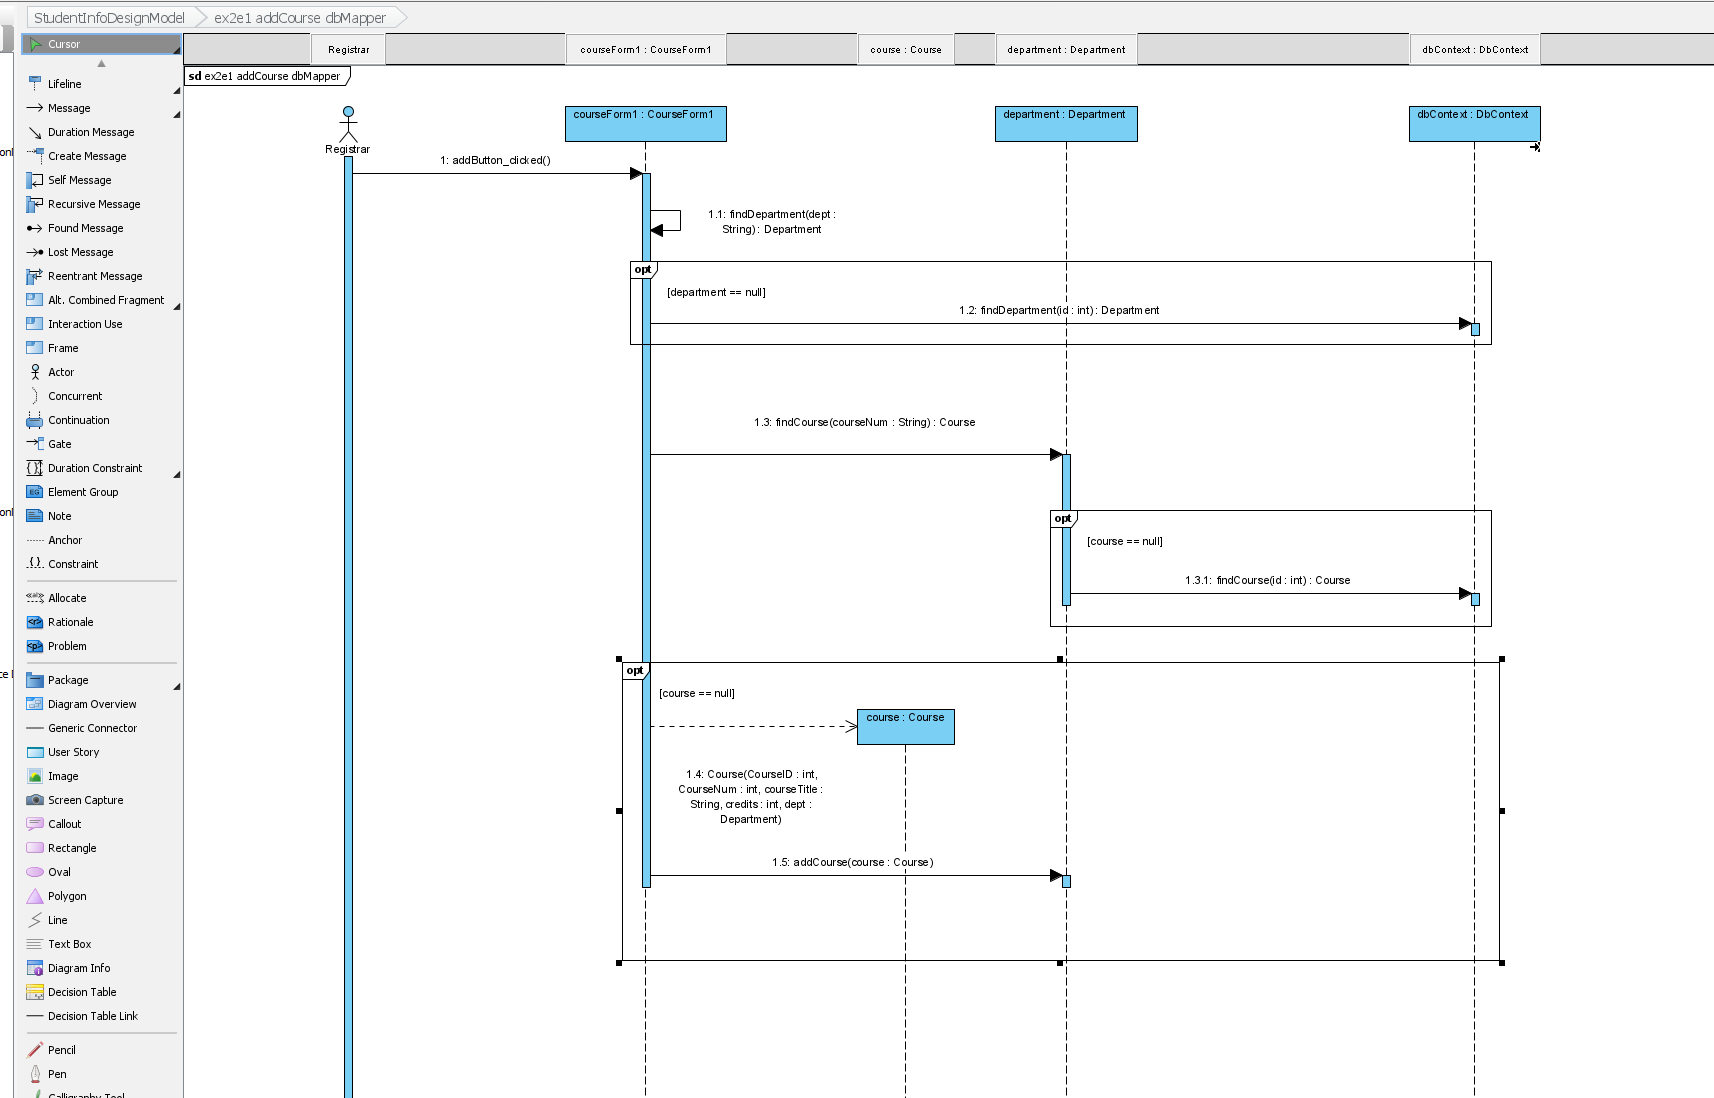 StudentInfoDesignModel
ex2e1 addCourse dbMapper
Cursor
Lifeline
Message
Duration Message
Create Message
Self Message
Recursive Message
Found Message
Lost Message
Reentrant Message
Alt. Combined Fragment
Interaction Use
Frame
Actor
Concurrent
Continuation
Gate
Duration Constraint
Element Group
Note
Anchor
Constraint
Allocate
Rationale
Problem
Package
Diagram Overview
Generic Connector
User Story
Image
Screen Capture
Callout
Rectangle
Oval
Polygon
Line
Text Box
Diagram Info
Decision Table
Decision Table Link
Pencil
Pen
Calligraphy Tool
Registrar
courseForm1 : CourseForm1
course : Course
department : Department
dbContext : DbContext
sd ex2e1 addCourse dbMapper
Registrar
courseForm1 : CourseForm1
department : Department
dbContext : DbContext
1: addButton_clicked()
1.1: findDepartment(dept :
String) : Department
opt
[department == null]
1.2: findDepartment(id : int) : Department
1.3: findCourse(courseNum : String) : Course
opt
[course == null]
1.3.1: findCourse(id : int) : Course
opt
[course == null]
course : Course
1.4: Course(CourseID : int,
CourseNum : int, courseTitle :
String, credits : int, dept :
Department)
1.5: addCourse(course : Course)